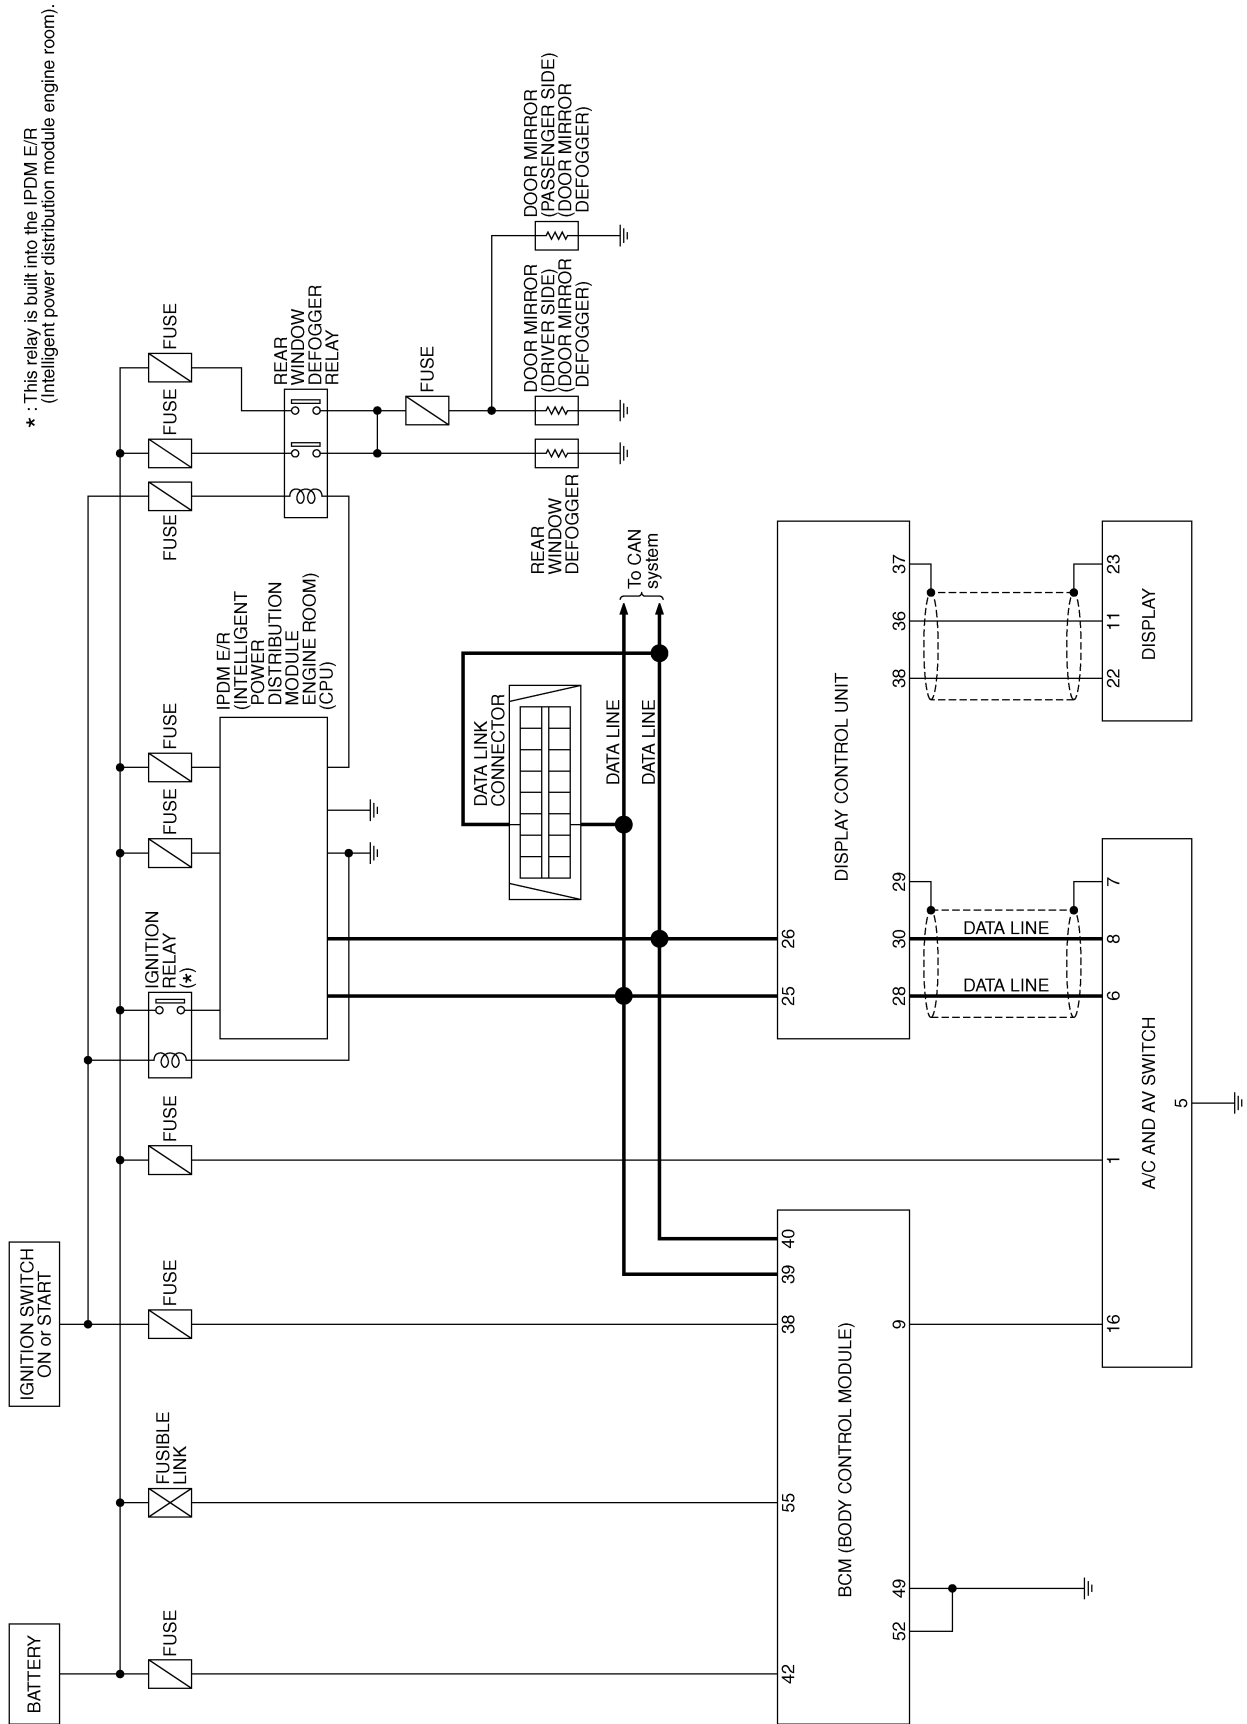 BATTERY
IGNITION SWITCH
ON or START
* : This relay is built into the IPDM E/R
(Intelligent power distribution module engine room).
FUSE
FUSIBLE
LINK
FUSE
FUSE
IGNITION
RELAY
(*)
FUSE
FUSE
FUSE
FUSE
FUSE
IPDM E/R
(INTELLIGENT
POWER
DISTRIBUTION
MODULE
ENGINE ROOM)
(CPU)
REAR
WINDOW
DEFOGGER
RELAY
FUSE
DATA LINK
CONNECTOR
DATA LINE
DATA LINE
To CAN
system
REAR
WINDOW
DEFOGGER
DOOR MIRROR
(DRIVER SIDE)
(DOOR MIRROR
DEFOGGER)
DOOR MIRROR
(PASSENGER SIDE)
(DOOR MIRROR
DEFOGGER)
42
55
38
39
40
25
26
BCM (BODY CONTROL MODULE)
DISPLAY CONTROL UNIT
52
49
9
28
30
29
38
36
37
DATA LINE
DATA LINE
16
1
6
8
7
22
11
23
A/C AND AV SWITCH
DISPLAY
5